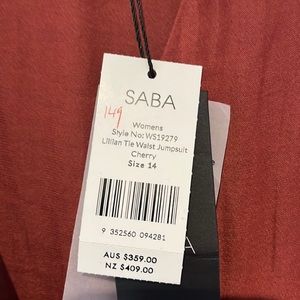 SABA
149
Womens
Style No: WS19279
Lillian Tie Waist Jumpsuit
Cherry
Size 14
9 352560 094281
AUS $359.00
NZ $409.00
A